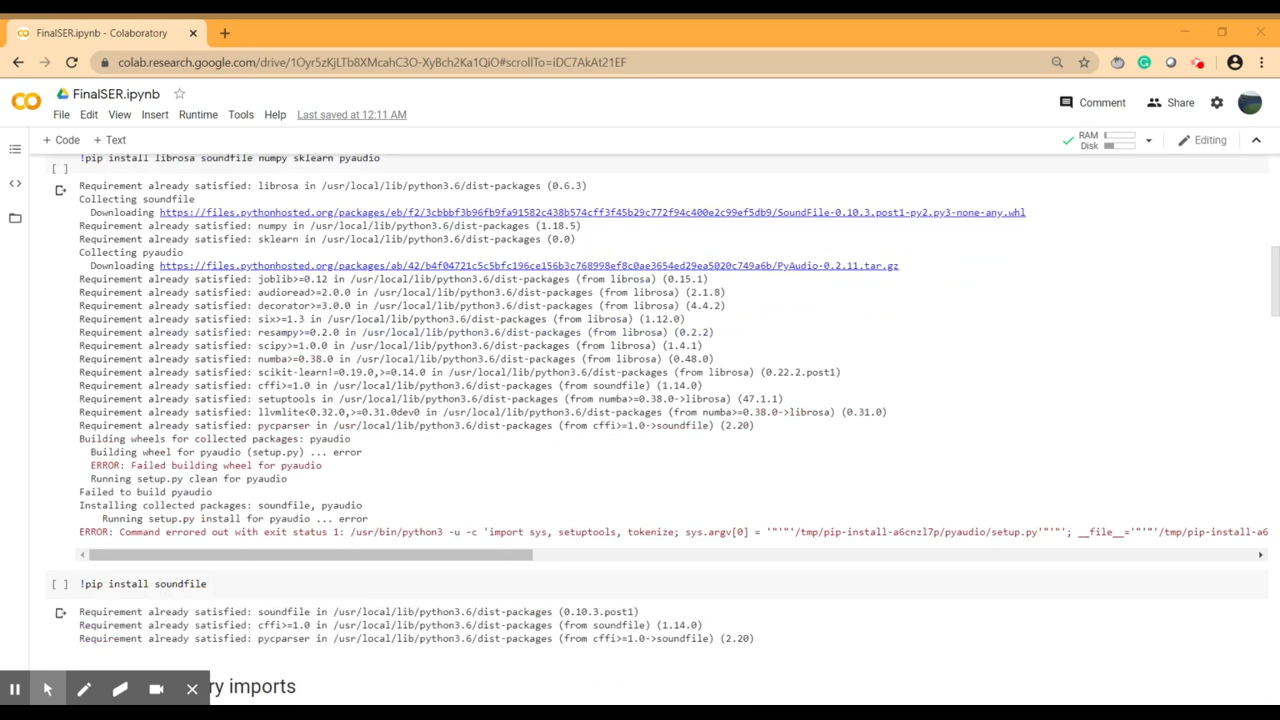 FinalSER.ipynb - Colaboratory
colab.research.google.com/drive/1Oyr5zKjLTb8XMcahC3O-XyBch2Ka1QiO#scrollTo=iDC7AkAt21EF
FinalSER.ipynb
File Edit View Insert Runtime Tools Help Last saved at 12:11 AM
Comment Share
+ Code + Text
RAM
Disk
Editing
!pip install librosa soundfile numpy sklearn pyaudio
[ ]
Requirement already satisfied: librosa in /usr/local/lib/python3.6/dist-packages (0.6.3)
Collecting soundfile
Downloading https://files.pythonhosted.org/packages/eb/f2/3cbbbf3b96fb9fa91582c438b574cff3f45b29c772f94c400e2c99ef5db9/SoundFile-0.10.3.post1-py2.py3-none-any.whl
Requirement already satisfied: numpy in /usr/local/lib/python3.6/dist-packages (1.18.5)
Requirement already satisfied: sklearn in /usr/local/lib/python3.6/dist-packages (0.0)
Collecting pyaudio
Downloading https://files.pythonhosted.org/packages/ab/42/b4f04721c5c5bfc196ce156b3c768998ef8c0ae3654ed29ea5020c749a6b/PyAudio-0.2.11.tar.gz
Requirement already satisfied: joblib>=0.12 in /usr/local/lib/python3.6/dist-packages (from librosa) (0.15.1)
Requirement already satisfied: audioread>=2.0.0 in /usr/local/lib/python3.6/dist-packages (from librosa) (2.1.8)
Requirement already satisfied: decorator>=3.0.0 in /usr/local/lib/python3.6/dist-packages (from librosa) (4.4.2)
Requirement already satisfied: six>=1.3 in /usr/local/lib/python3.6/dist-packages (from librosa) (1.12.0)
Requirement already satisfied: resampy>=0.2.0 in /usr/local/lib/python3.6/dist-packages (from librosa) (0.2.2)
Requirement already satisfied: scipy>=1.0.0 in /usr/local/lib/python3.6/dist-packages (from librosa) (1.4.1)
Requirement already satisfied: numba>=0.38.0 in /usr/local/lib/python3.6/dist-packages (from librosa) (0.48.0)
Requirement already satisfied: scikit-learn!=0.19.0,>=0.14.0 in /usr/local/lib/python3.6/dist-packages (from librosa) (0.22.2.post1)
Requirement already satisfied: cffi>=1.0 in /usr/local/lib/python3.6/dist-packages (from soundfile) (1.14.0)
Requirement already satisfied: setuptools in /usr/local/lib/python3.6/dist-packages (from numba>=0.38.0->librosa) (47.1.1)
Requirement already satisfied: llvmlite<0.32.0,>=0.31.0dev0 in /usr/local/lib/python3.6/dist-packages (from numba>=0.38.0->librosa) (0.31.0)
Requirement already satisfied: pycparser in /usr/local/lib/python3.6/dist-packages (from cffi>=1.0->soundfile) (2.20)
Building wheels for collected packages: pyaudio
Building wheel for pyaudio (setup.py) ... error
ERROR: Failed building wheel for pyaudio
Running setup.py clean for pyaudio
Failed to build pyaudio
Installing collected packages: soundfile, pyaudio
Running setup.py install for pyaudio ... error
ERROR: Command errored out with exit status 1: /usr/bin/python3 -u -c 'import sys, setuptools, tokenize; sys.argv[0] = '"'"'/tmp/pip-install-a6cnzl7p/pyaudio/setup.py'"'"'; __file__='"'"'/tmp/pip-install-a6
[ ] !pip install soundfile
Requirement already satisfied: soundfile in /usr/local/lib/python3.6/dist-packages (0.10.3.post1)
Requirement already satisfied: cffi>=1.0 in /usr/local/lib/python3.6/dist-packages (from soundfile) (1.14.0)
Requirement already satisfied: pycparser in /usr/local/lib/python3.6/dist-packages (from cffi>=1.0->soundfile) (2.20)
ry imports